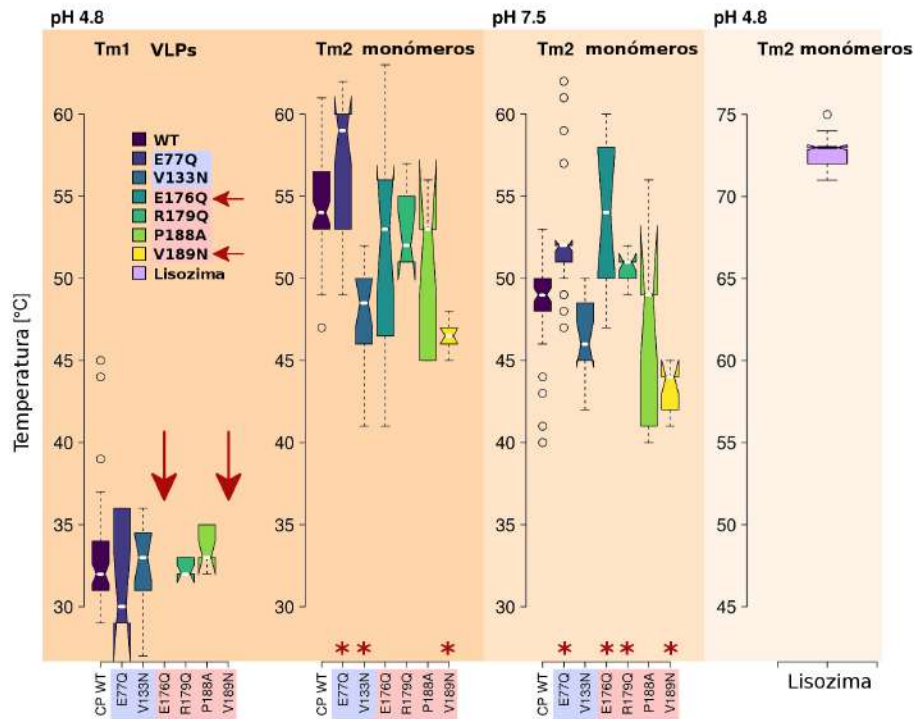 pH 4.8 pH 7.5 pH 4.8
Tm1 VLPs Tm2 monómeros Tm2 monómeros Tm2 monómeros
Temperatura [°C]
60
55
50
45
40
35
30
WT
E77Q
V133N
E176Q
R179Q
P188A
V189N
Lisozima
60
55
50
45
40
35
30
60
55
50
45
40
35
30
75
70
65
60
55
50
45
* * * * * * *
CP WT
E77Q
V133N
E176Q
R179Q
P188A
V189N
CP WT
E77Q
V133N
E176Q
R179Q
P188A
V189N
CP WT
E77Q
V133N
E176Q
R179Q
P188A
V189N
Lisozima